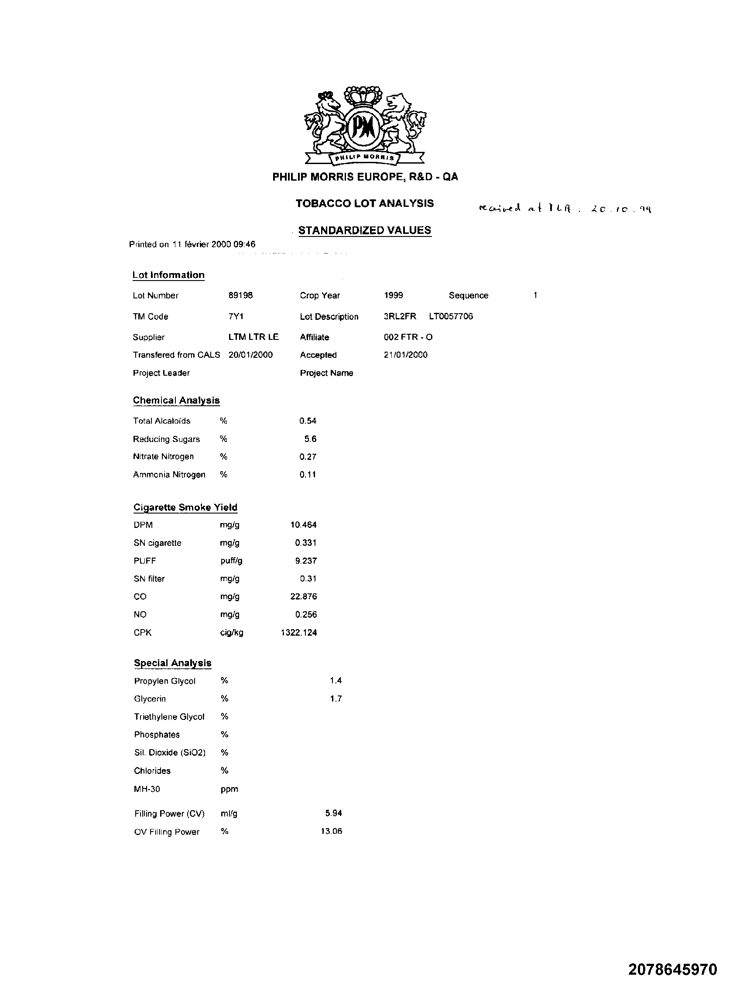 PM
PHILIP MORRIS
PHILIP MORRIS EUROPE, R&D - QA
TOBACCO LOT ANALYSIS
received at 20.10.99
STANDARDIZED VALUES
Printed on 11 février 2000 09:46
Lot Information
Lot Number 89198 Crop Year 1999 Sequence 1
TM Code 7Y1 Lot Description 3RL2FR LT0057706
Supplier LTM LTR LE Affiliate 002 FTR - O
Transfered from CALS 20/01/2000 Accepted 21/01/2000
Project Leader Project Name
Chemical Analysis
Total Alcaloids % 0.54
Reducing Sugars % 5.6
Nitrate Nitrogen % 0.27
Ammonia Nitrogen % 0.11
Cigarette Smoke Yield
DPM mg/g 10.464
SN cigarette mg/g 0.331
PUFF puff/g 9.237
SN filter mg/g 0.31
CO mg/g 22.876
NO mg/g 0.256
CPK cig/kg 1322.124
Special Analysis
Propylen Glycol % 1.4
Glycerin % 1.7
Triethylene Glycol %
Phosphates %
Sil. Dioxide (SiO2) %
Chlorides %
MH-30 ppm
Filling Power (CV) ml/g 5.94
OV Filling Power % 13.06
2078645970